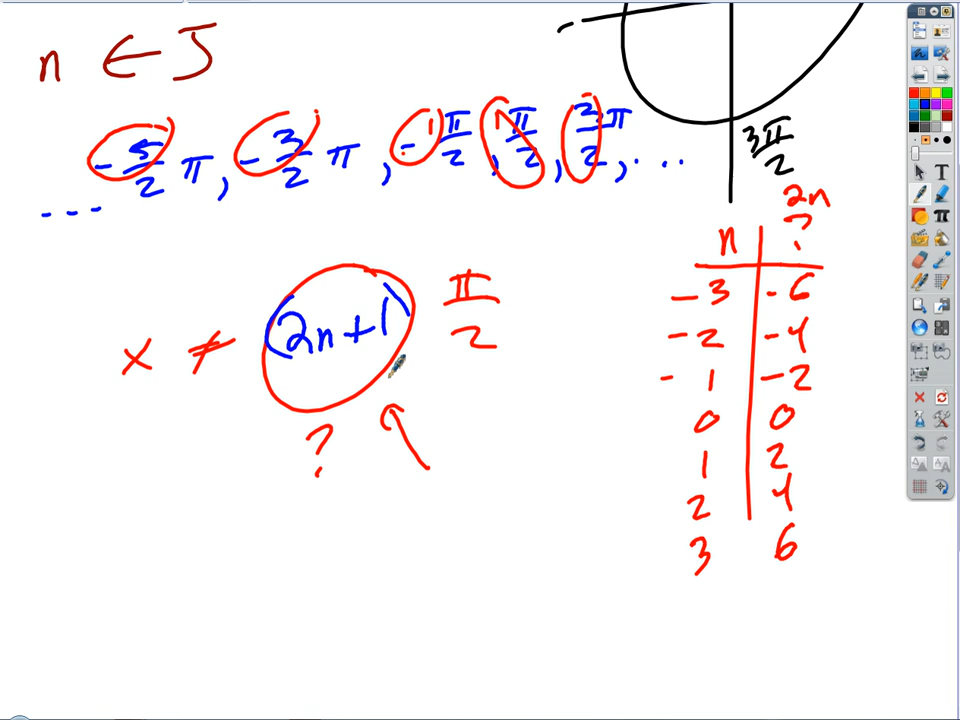 n ∈ J
- 5/2 π, - 3/2 π, - 1 π/2, 1 π/2, 3/2 π, ...
...
3π/2
2n
n | ?
-3 | -6
-2 | -4
-1 | -2
0 | 0
1 | 2
2 | 4
3 | 6
x ≠ (2n+1) π/2
?